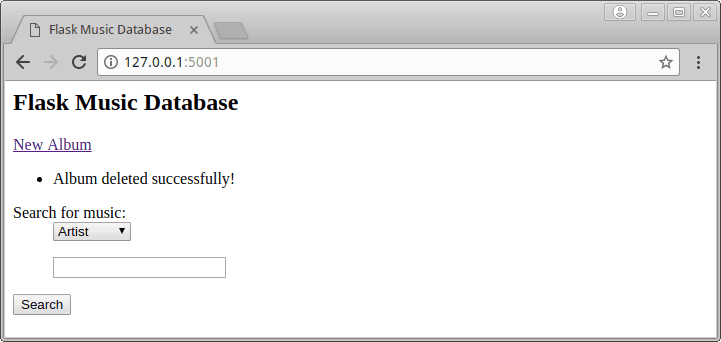 Flask Music Database
127.0.0.1:5001
Flask Music Database
New Album
Album deleted successfully!
Search for music:
Artist
Search